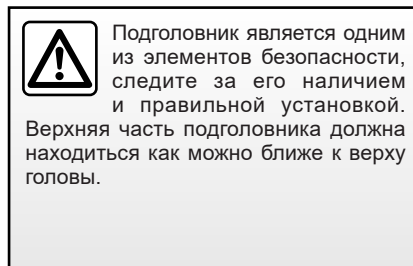 Подголовник является одним
из элементов безопасности,
следите за его наличием
и правильной установкой.
Верхняя часть подголовника должна
находиться как можно ближе к верху
головы.